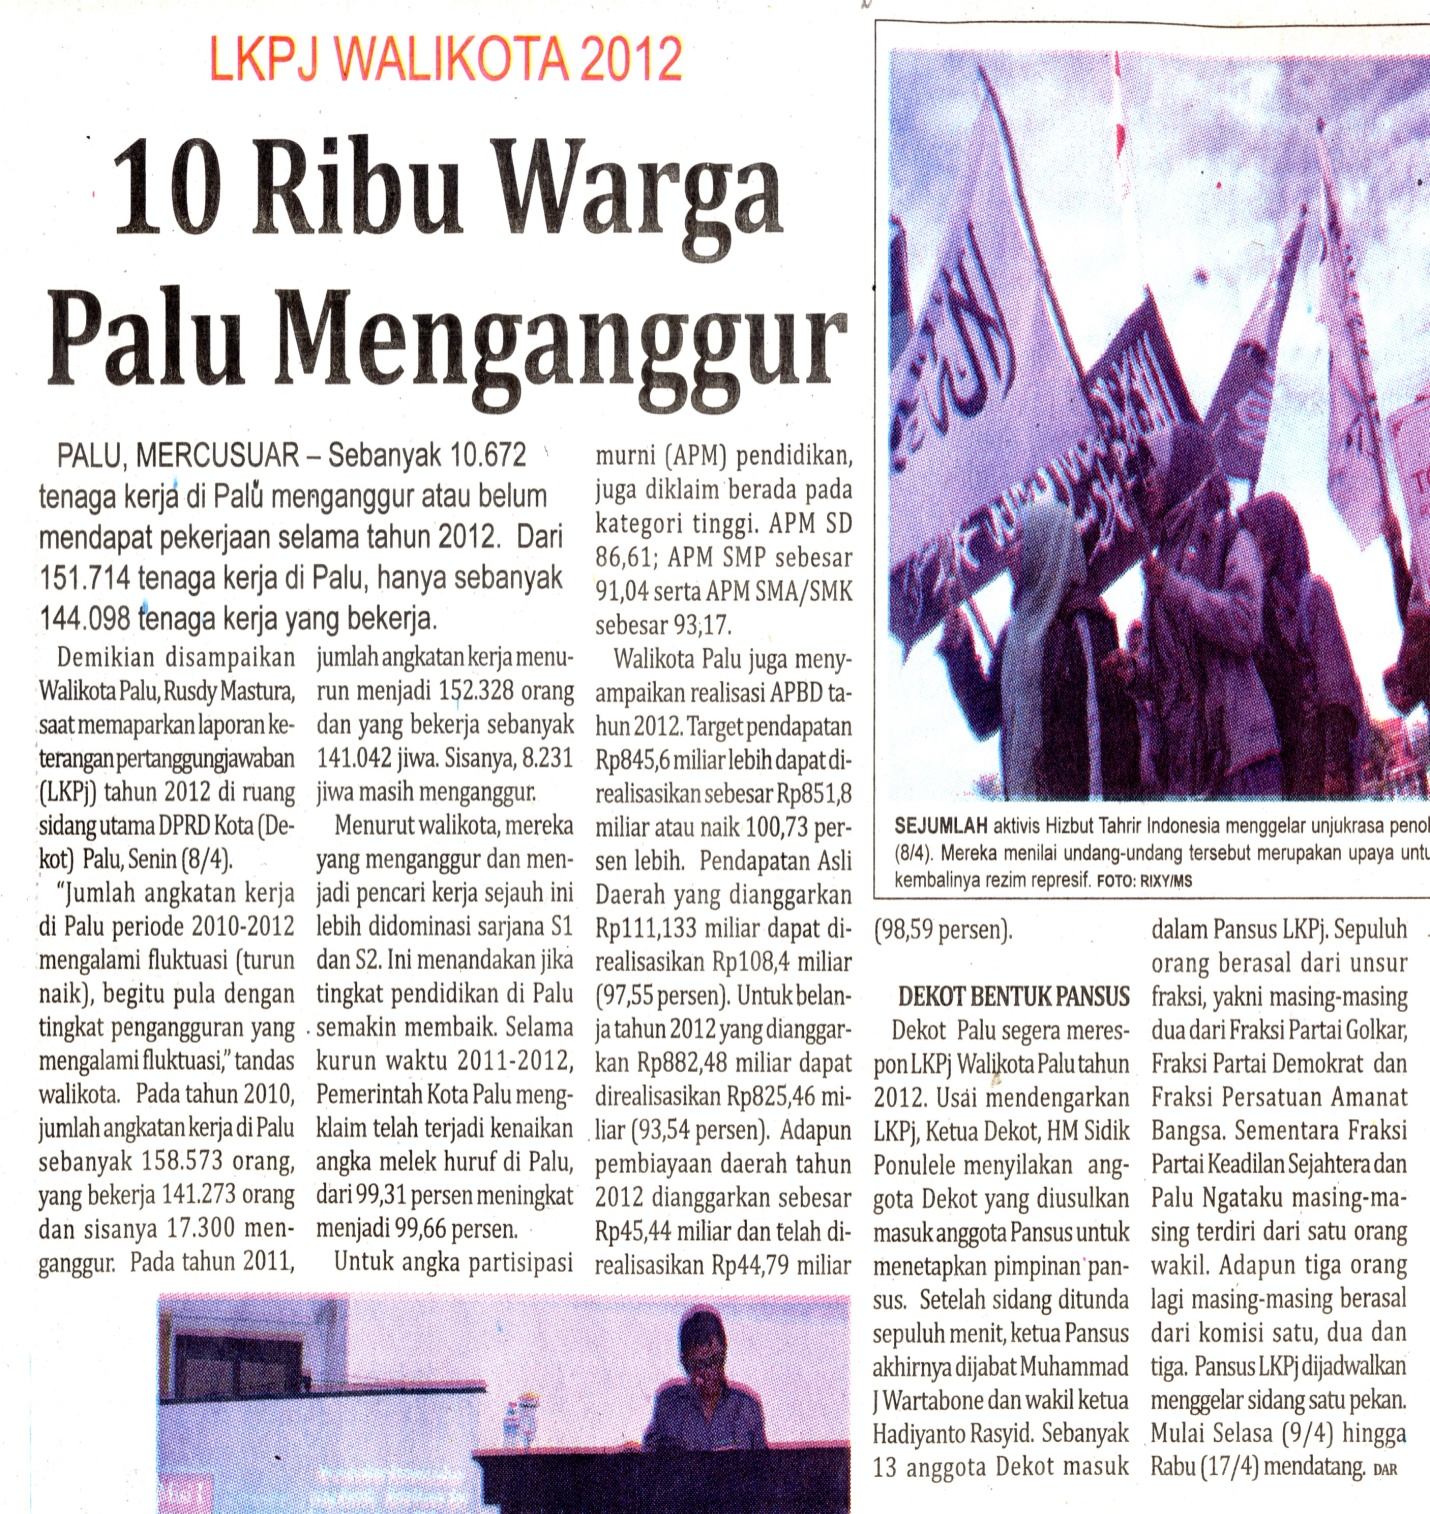 LKPJ WALIKOTA 2012
10 Ribu Warga
Palu Menganggur
PALU, MERCUSUAR – Sebanyak 10.672
tenaga kerja di Palu menganggur atau belum
mendapat pekerjaan selama tahun 2012. Dari
151.714 tenaga kerja di Palu, hanya sebanyak
144.098 tenaga kerja yang bekerja.
Demikian disampaikan
Walikota Palu, Rusdy Mastura,
saat memaparkan laporan ke-
terangan pertanggungjawaban
(LKPj) tahun 2012 di ruang
sidang utama DPRD Kota (De-
kot) Palu, Senin (8/4).
“Jumlah angkatan kerja
di Palu periode 2010-2012
mengalami fluktuasi (turun
naik), begitu pula dengan
tingkat pengangguran yang
mengalami fluktuasi,” tandas
walikota. Pada tahun 2010,
jumlah angkatan kerja di Palu
sebanyak 158.573 orang,
yang bekerja 141.273 orang
dan sisanya 17.300 men-
ganggur. Pada tahun 2011,
jumlah angkatan kerja menu-
run menjadi 152.328 orang
dan yang bekerja sebanyak
141.042 jiwa. Sisanya, 8.231
jiwa masih menganggur.
Menurut walikota, mereka
yang menganggur dan men-
jadi pencari kerja sejauh ini
lebih didominasi sarjana S1
dan S2. Ini menandakan jika
tingkat pendidikan di Palu
semakin membaik. Selama
kurun waktu 2011-2012,
Pemerintah Kota Palu meng-
klaim telah terjadi kenaikan
angka melek huruf di Palu,
dari 99,31 persen meningkat
menjadi 99,66 persen.
Untuk angka partisipasi
murni (APM) pendidikan,
juga diklaim berada pada
kategori tinggi. APM SD
86,61; APM SMP sebesar
91,04 serta APM SMA/SMK
sebesar 93,17.
Walikota Palu juga meny-
ampaikan realisasi APBD ta-
hun 2012. Target pendapatan
Rp845,6 miliar lebih dapat di-
realisasikan sebesar Rp851,8
miliar atau naik 100,73 per-
sen lebih. Pendapatan Asli
Daerah yang dianggarkan
Rp111,133 miliar dapat di-
realisasikan Rp108,4 miliar
(97,55 persen). Untuk belan-
ja tahun 2012 yang dianggar-
kan Rp882,48 miliar dapat
direalisasikan Rp825,46 mi-
liar (93,54 persen). Adapun
pembiayaan daerah tahun
2012 dianggarkan sebesar
Rp45,44 miliar dan telah di-
realisasikan Rp44,79 miliar
SEJUMLAH aktivis Hizbut Tahrir Indonesia menggelar unjukrasa penol
(8/4). Mereka menilai undang-undang tersebut merupakan upaya untu
kembalinya rezim represif. FOTO: RIXY/MS
(98,59 persen).
DEKOT BENTUK PANSUS
Dekot Palu segera meres-
pon LKPj Walikota Palu tahun
2012. Usai mendengarkan
LKPj, Ketua Dekot, HM Sidik
Ponulele menyilakan ang-
gota Dekot yang diusulkan
masuk anggota Pansus untuk
menetapkan pimpinan pan-
sus. Setelah sidang ditunda
sepuluh menit, ketua Pansus
akhirnya dijabat Muhammad
J Wartabone dan wakil ketua
Hadiyanto Rasyid. Sebanyak
13 anggota Dekot masuk
dalam Pansus LKPj. Sepuluh
orang berasal dari unsur
fraksi, yakni masing-masing
dua dari Fraksi Partai Golkar,
Fraksi Partai Demokrat dan
Fraksi Persatuan Amanat
Bangsa. Sementara Fraksi
Partai Keadilan Sejahtera dan
Palu Ngataku masing-ma-
sing terdiri dari satu orang
wakil. Adapun tiga orang
lagi masing-masing berasal
dari komisi satu, dua dan
tiga. Pansus LKPj dijadwalkan
menggelar sidang satu pekan.
Mulai Selasa (9/4) hingga
Rabu (17/4) mendatang. DAR